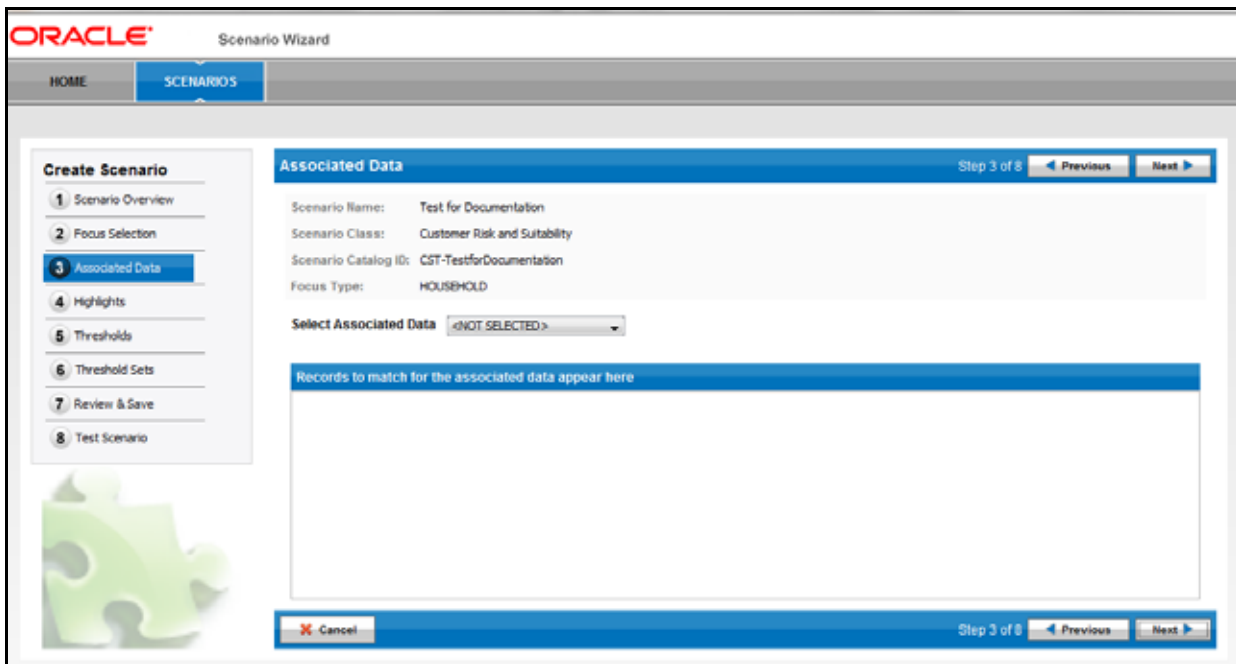 ORACLE
Scenario Wizard
HOME
SCENARIOS
Create Scenario
1 Scenario Overview
2 Focus Selection
3 Associated Data
4 Highlights
5 Thresholds
6 Threshold Sets
7 Review & Save
8 Test Scenario
Associated Data
Step 3 of 8 Previous Next
Scenario Name: Test for Documentation
Scenario Class: Customer Risk and Suitability
Scenario Catalog ID: CST-TestforDocumentation
Focus Type: HOUSEHOLD
Select Associated Data <NOT SELECTED>
Records to match for the associated data appear here
Cancel
Step 3 of 8 Previous Next